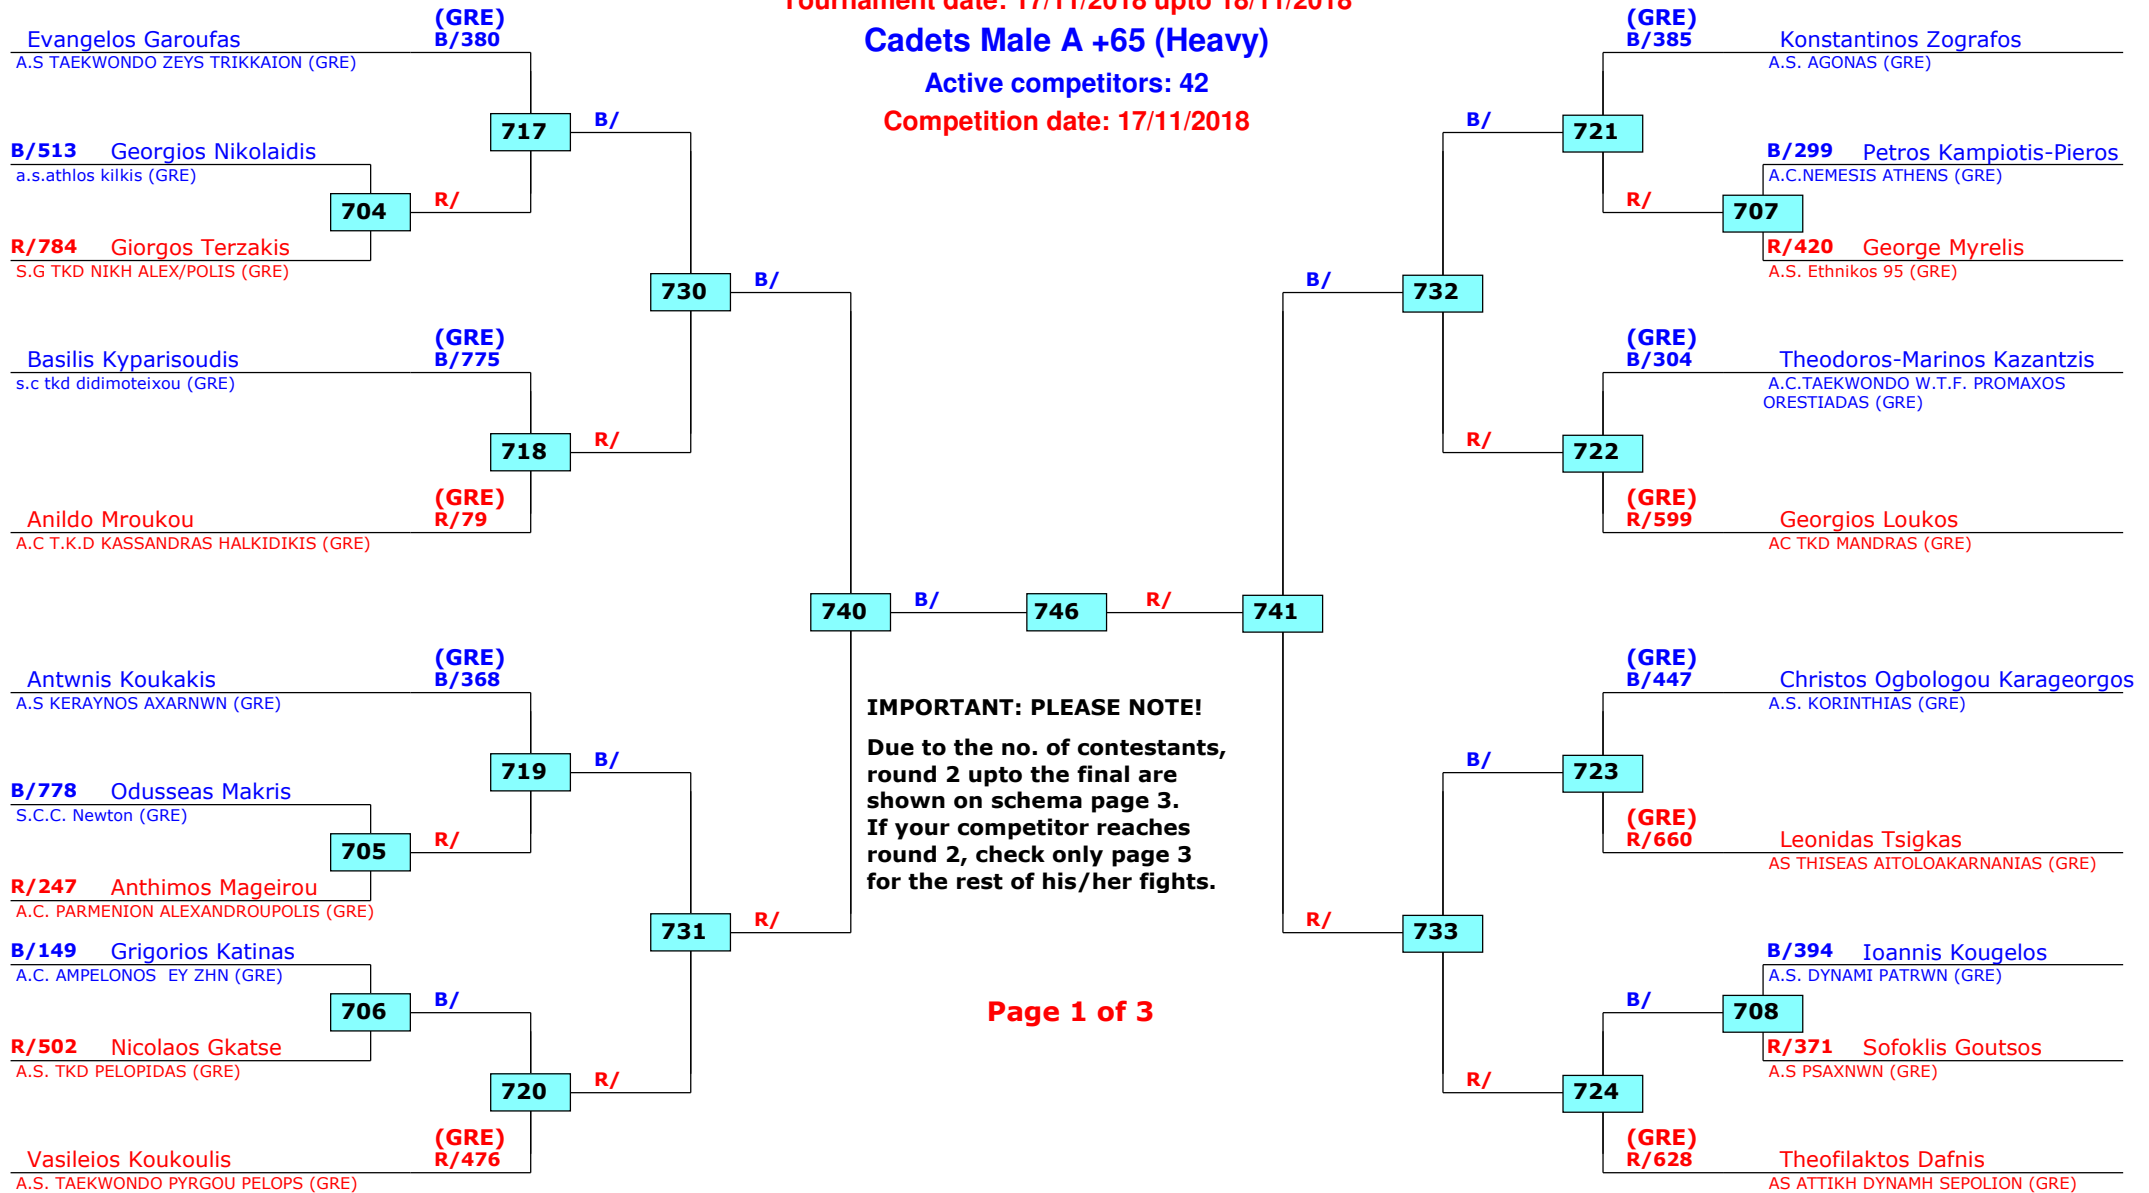 Tournament date: 17/11/2018 upto 18/11/2018
Cadets Male A +65 (Heavy)
Active competitors: 42
Competition date: 17/11/2018
(GRE)
Evangelos Garoufas B/380
A.S TAEKWONDO ZEYS TRIKKAION (GRE)
717 B/
B/513 Georgios Nikolaidis
a.s.athlos kilkis (GRE)
704 R/
R/784 Giorgos Terzakis
S.G TKD NIKH ALEX/POLIS (GRE)
730 B/
(GRE)
Basilis Kyparisoudis B/775
s.c tkd didimoteixou (GRE)
718 R/
(GRE)
Anildo Mroukou R/79
A.C T.K.D KASSANDRAS HALKIDIKIS (GRE)
740 B/ 746 R/ 741
(GRE)
Antwnis Koukakis B/368
A.S KERAYNOS AXARNWN (GRE)
719 B/
B/778 Odusseas Makris
S.C.C. Newton (GRE)
705 R/
R/247 Anthimos Mageirou
A.C. PARMENION ALEXANDROUPOLIS (GRE)
731 R/
B/149 Grigorios Katinas
A.C. AMPELONOS  EY ZHN (GRE)
706 B/
R/502 Nicolaos Gkatse
A.S. TKD PELOPIDAS (GRE)
720 R/
(GRE)
Vasileios Koukoulis R/476
A.S. TAEKWONDO PYRGOU PELOPS (GRE)
IMPORTANT: PLEASE NOTE!
Due to the no. of contestants,
round 2 upto the final are
shown on schema page 3.
If your competitor reaches
round 2, check only page 3
for the rest of his/her fights.
Page 1 of 3
(GRE)
B/385 Konstantinos Zografos
A.S. AGONAS (GRE)
B/ 721
B/299 Petros Kampiotis-Pieros
A.C.NEMESIS ATHENS (GRE)
R/ 707
R/420 George Myrelis
A.S. Ethnikos 95 (GRE)
B/ 732
(GRE)
B/304 Theodoros-Marinos Kazantzis
A.C.TAEKWONDO W.T.F. PROMAXOS
ORESTIADAS (GRE)
R/ 722
(GRE)
R/599 Georgios Loukos
AC TKD MANDRAS (GRE)
(GRE)
B/447 Christos Ogbologou Karageorgos
A.S. KORINTHIAS (GRE)
B/ 723
(GRE)
R/660 Leonidas Tsigkas
AS THISEAS AITOLOAKARNANIAS (GRE)
R/ 733
B/394 Ioannis Kougelos
A.S. DYNAMI PATRWN (GRE)
B/ 708
R/371 Sofoklis Goutsos
A.S PSAXNWN (GRE)
R/ 724
(GRE)
R/628 Theofilaktos Dafnis
AS ATTIKH DYNAMH SEPOLION (GRE)